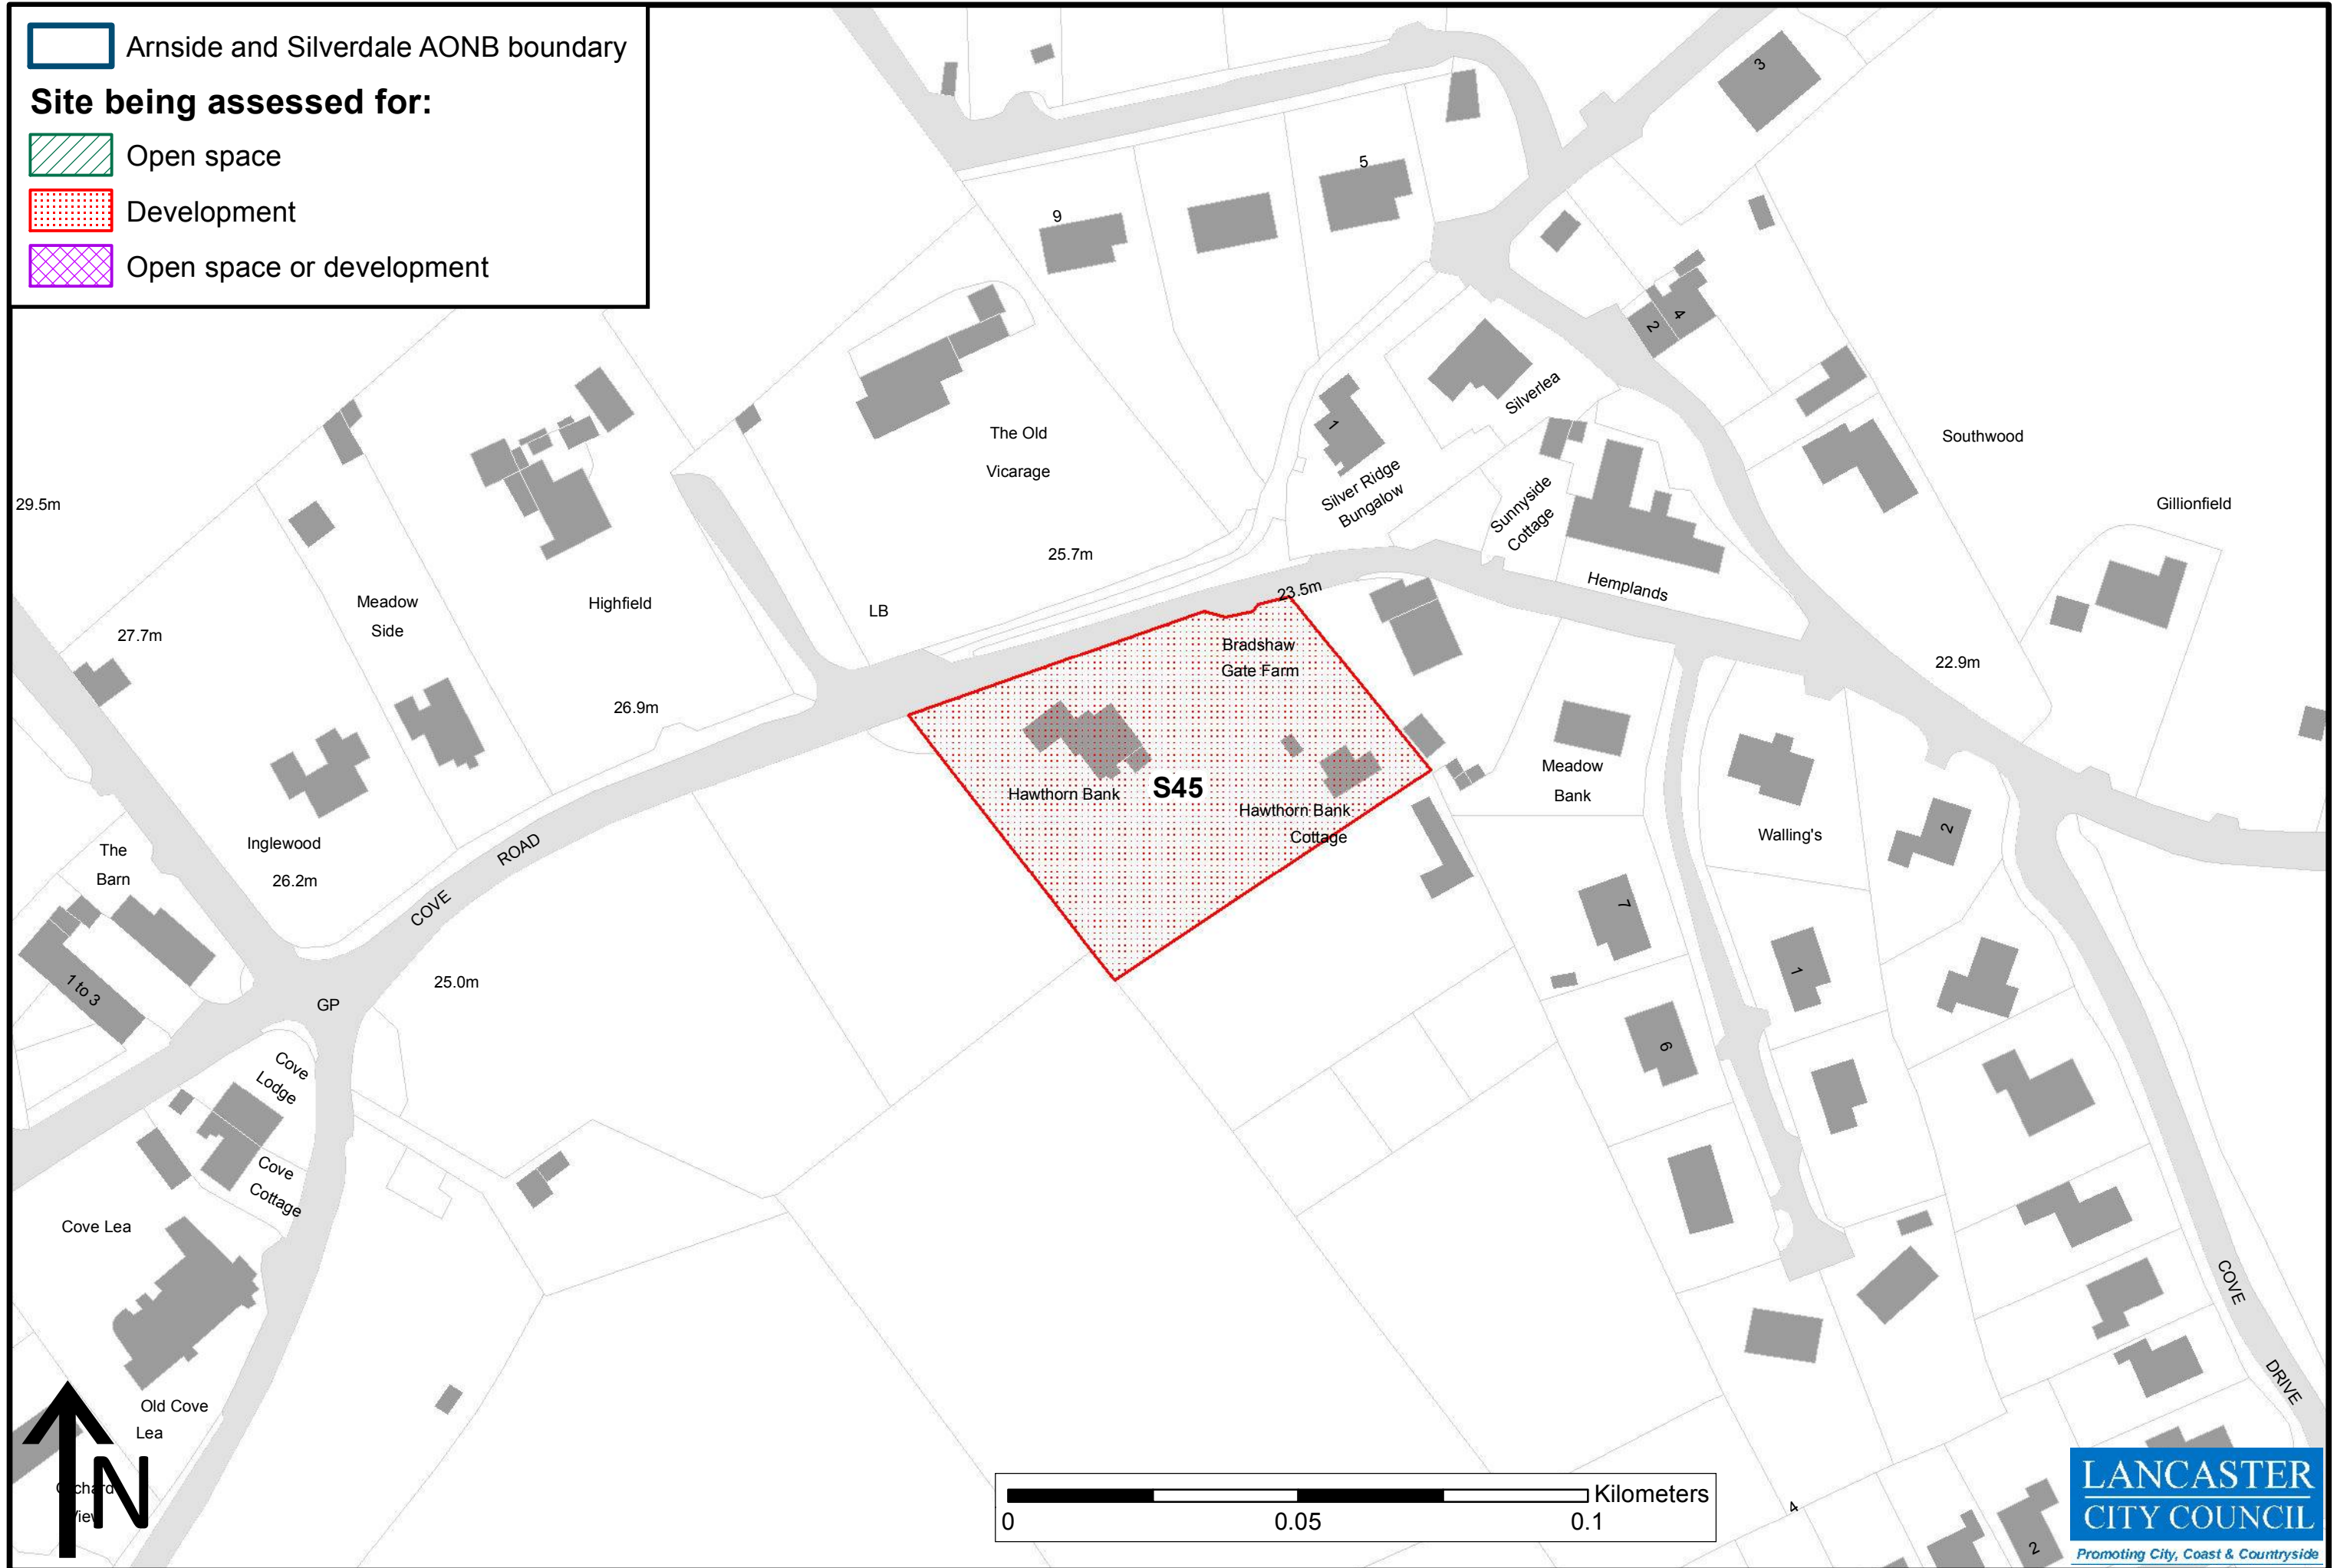 Arnside and Silverdale AONB boundary
Site being assessed for:
Open space
Development
Open space or development
3
5
9
2
4
The Old
Vicarage
Silverlea
1
Silver Ridge
Bungalow
Sunnyside
Cottage
Southwood
Gillionfield
29.5m
25.7m
Hemplands
23.5m
Meadow
Side
Highfield
LB
27.7m
Bradshaw
Gate Farm
22.9m
26.9m
Hawthorn Bank
S45
Hawthorn Bank
Cottage
Meadow
Bank
Walling's
2
Inglewood
26.2m
The
Barn
COVE
ROAD
1 to 3
25.0m
GP
7
1
6
Cove
Lodge
Cove
Cottage
Cove Lea
Old Cove
Lea
COVE
DRIVE
N
Kilometers
0
0.05
0.1
4
2
LANCASTER
CITY COUNCIL
Promoting City, Coast & Countryside